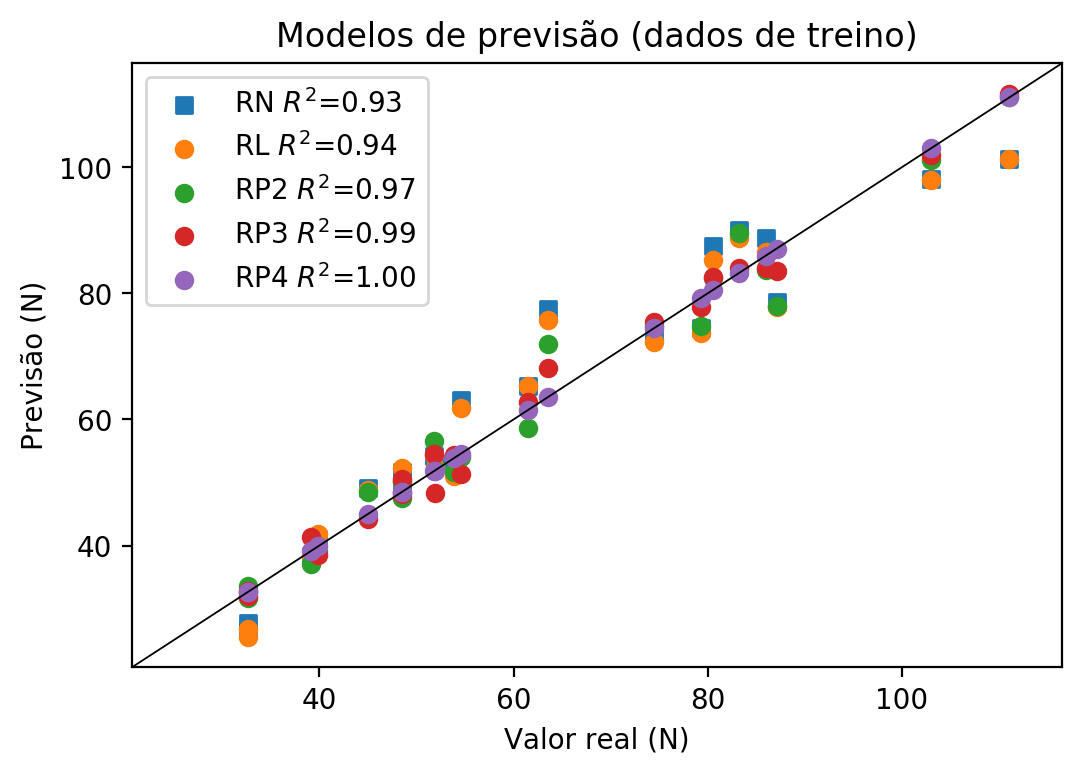 Modelos de previsão (dados de treino)
RN R²=0.93
RL R²=0.94
RP2 R²=0.97
RP3 R²=0.99
RP4 R²=1.00
100
80
60
40
Previsão (N)
40 60 80 100
Valor real (N)